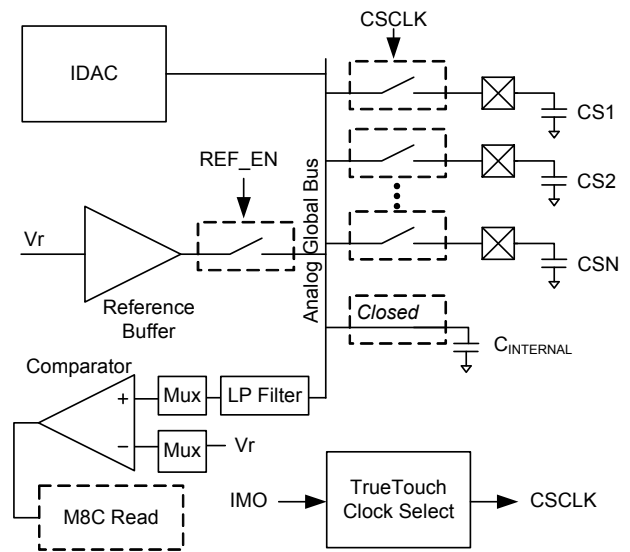 CSCLK
IDAC
CS1
REF_EN
CS2
Vr
Analog Global Bus
CSN
Reference
Buffer
Closed
CINTERNAL
Comparator
+
Mux
LP Filter
−
Mux
Vr
M8C Read
IMO
TrueTouch
Clock Select
CSCLK